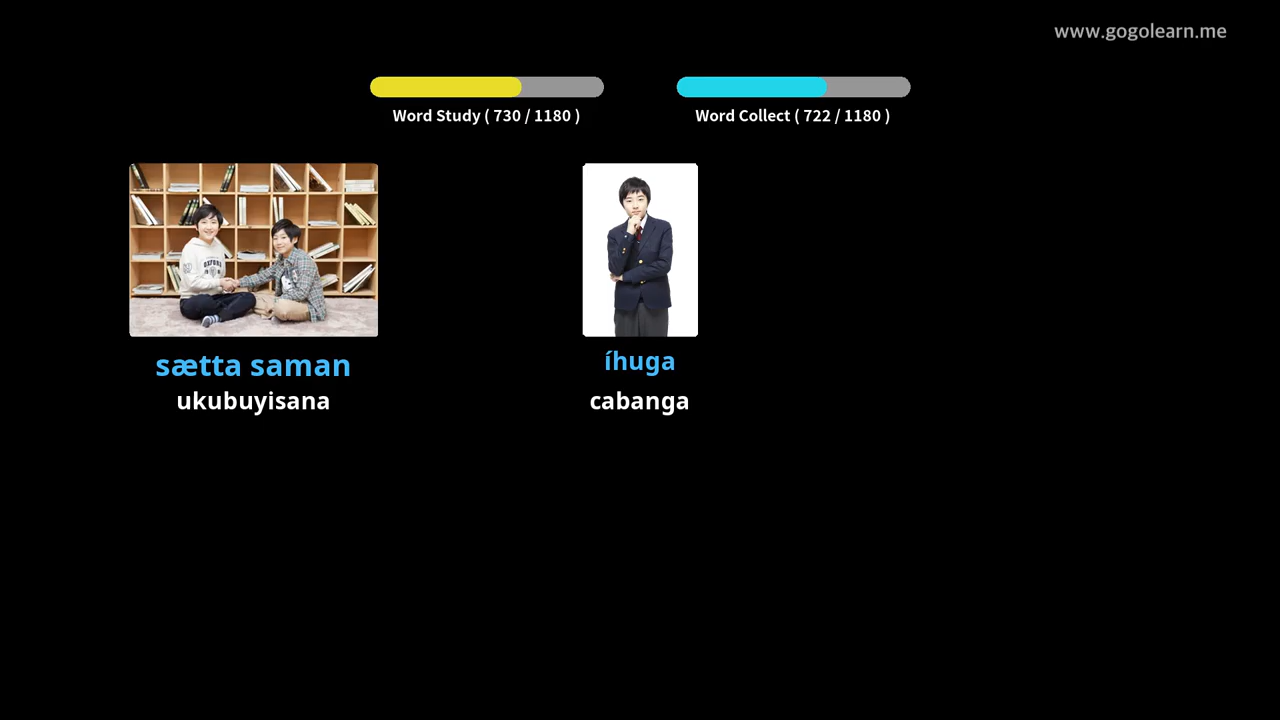 www.gogolearn.me
Word Study ( 730 / 1180 )
Word Collect ( 722 / 1180 )
sætta saman
ukubuyisana
íhuga
cabanga